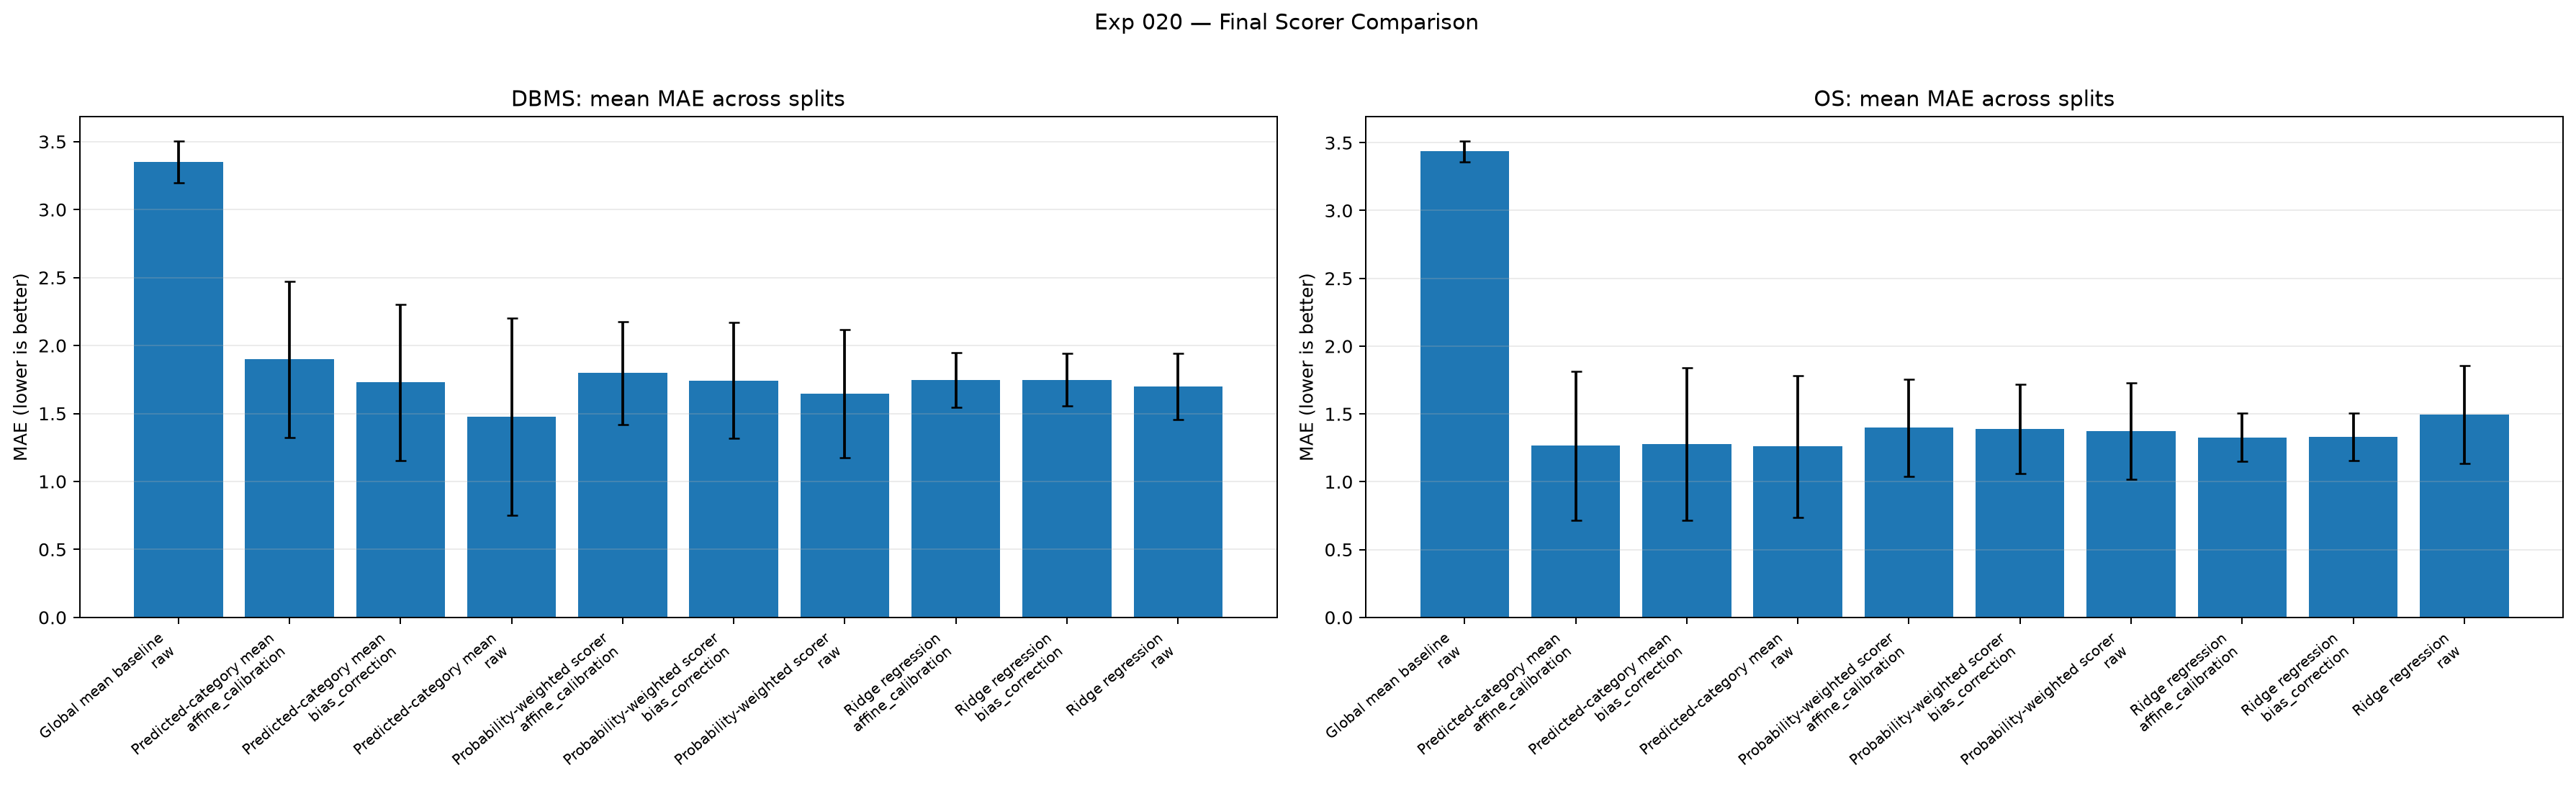 Exp 020 — Final Scorer Comparison
DBMS: mean MAE across splits
MAE (lower is better)
3.5
3.0
2.5
2.0
1.5
1.0
0.5
0.0
Global mean baseline
raw
Predicted-category mean
affine_calibration
Predicted-category mean
bias_correction
Predicted-category mean
raw
Probability-weighted scorer
affine_calibration
Probability-weighted scorer
bias_correction
Probability-weighted scorer
raw
Ridge regression
affine_calibration
Ridge regression
bias_correction
Ridge regression
raw
OS: mean MAE across splits
MAE (lower is better)
3.5
3.0
2.5
2.0
1.5
1.0
0.5
0.0
Global mean baseline
raw
Predicted-category mean
affine_calibration
Predicted-category mean
bias_correction
Predicted-category mean
raw
Probability-weighted scorer
affine_calibration
Probability-weighted scorer
bias_correction
Probability-weighted scorer
raw
Ridge regression
affine_calibration
Ridge regression
bias_correction
Ridge regression
raw